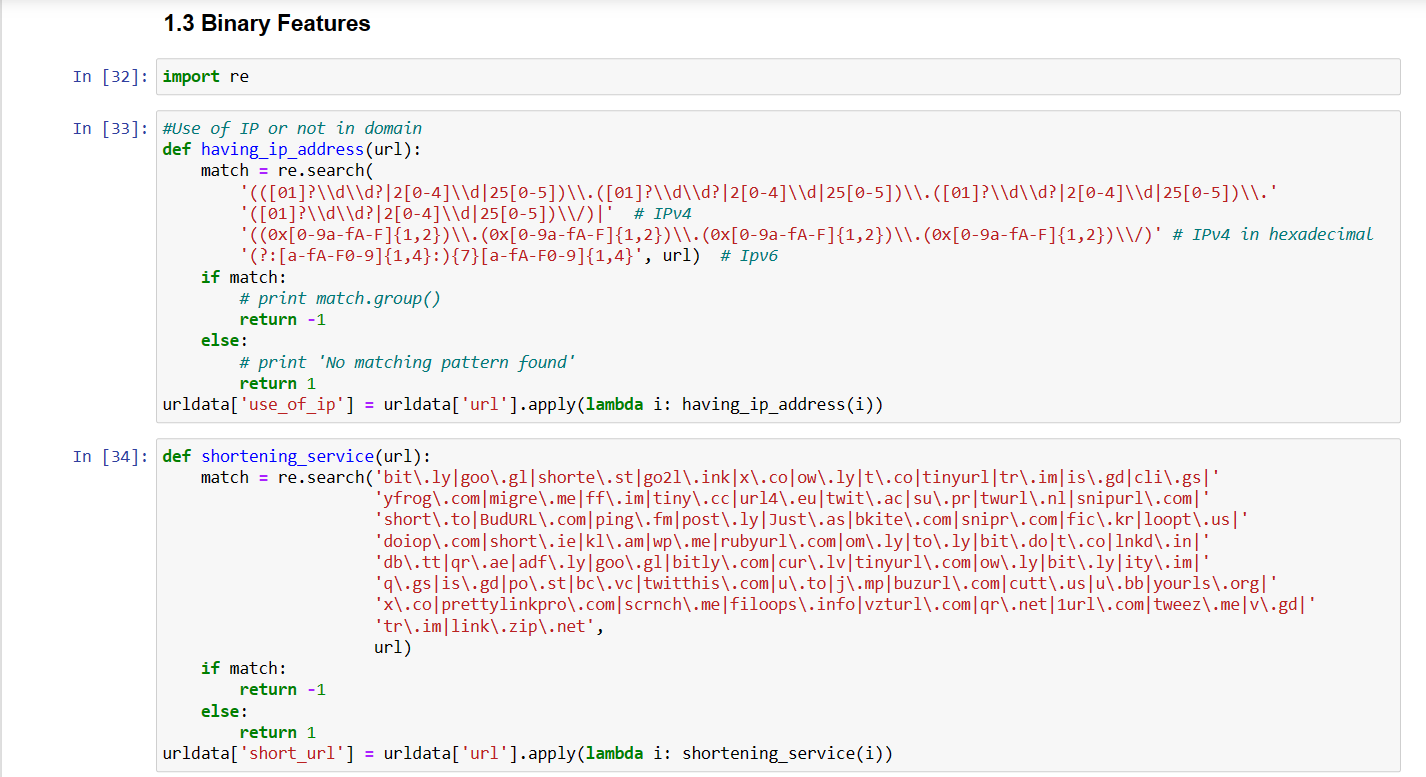 1.3 Binary Features
In [32]: import re
In [33]: #Use of IP or not in domain
def having_ip_address(url):
    match = re.search(
        '(([01]?\\d\\d?|2[0-4]\\d|25[0-5])\\.([01]?\\d\\d?|2[0-4]\\d|25[0-5])\\.([01]?\\d\\d?|2[0-4]\\d|25[0-5])\\.'
        '([01]?\\d\\d?|2[0-4]\\d|25[0-5])\\/)|'  # IPv4
        '((0x[0-9a-fA-F]{1,2})\\.(0x[0-9a-fA-F]{1,2})\\.(0x[0-9a-fA-F]{1,2})\\.(0x[0-9a-fA-F]{1,2})\\/)' # IPv4 in hexadecimal
        '(?:[a-fA-F0-9]{1,4}:){7}[a-fA-F0-9]{1,4}', url)  # Ipv6
    if match:
        # print match.group()
        return -1
    else:
        # print 'No matching pattern found'
        return 1
urldata['use_of_ip'] = urldata['url'].apply(lambda i: having_ip_address(i))
In [34]: def shortening_service(url):
    match = re.search('bit\.ly|goo\.gl|shorte\.st|go2l\.ink|x\.co|ow\.ly|t\.co|tinyurl|tr\.im|is\.gd|cli\.gs|'
                      'yfrog\.com|migre\.me|ff\.im|tiny\.cc|url4\.eu|twit\.ac|su\.pr|twurl\.nl|snipurl\.com|'
                      'short\.to|BudURL\.com|ping\.fm|post\.ly|Just\.as|bkite\.com|snipr\.com|fic\.kr|loopt\.us|'
                      'doiop\.com|short\.ie|kl\.am|wp\.me|rubyurl\.com|om\.ly|to\.ly|bit\.do|t\.co|lnkd\.in|'
                      'db\.tt|qr\.ae|adf\.ly|goo\.gl|bitly\.com|cur\.lv|tinyurl\.com|ow\.ly|bit\.ly|ity\.im|'
                      'q\.gs|is\.gd|po\.st|bc\.vc|twitthis\.com|u\.to|j\.mp|buzurl\.com|cutt\.us|u\.bb|yourls\.org|'
                      'x\.co|prettylinkpro\.com|scrnch\.me|filoops\.info|vzturl\.com|qr\.net|1url\.com|tweez\.me|v\.gd|'
                      'tr\.im|link\.zip\.net',
                      url)
    if match:
        return -1
    else:
        return 1
urldata['short_url'] = urldata['url'].apply(lambda i: shortening_service(i))